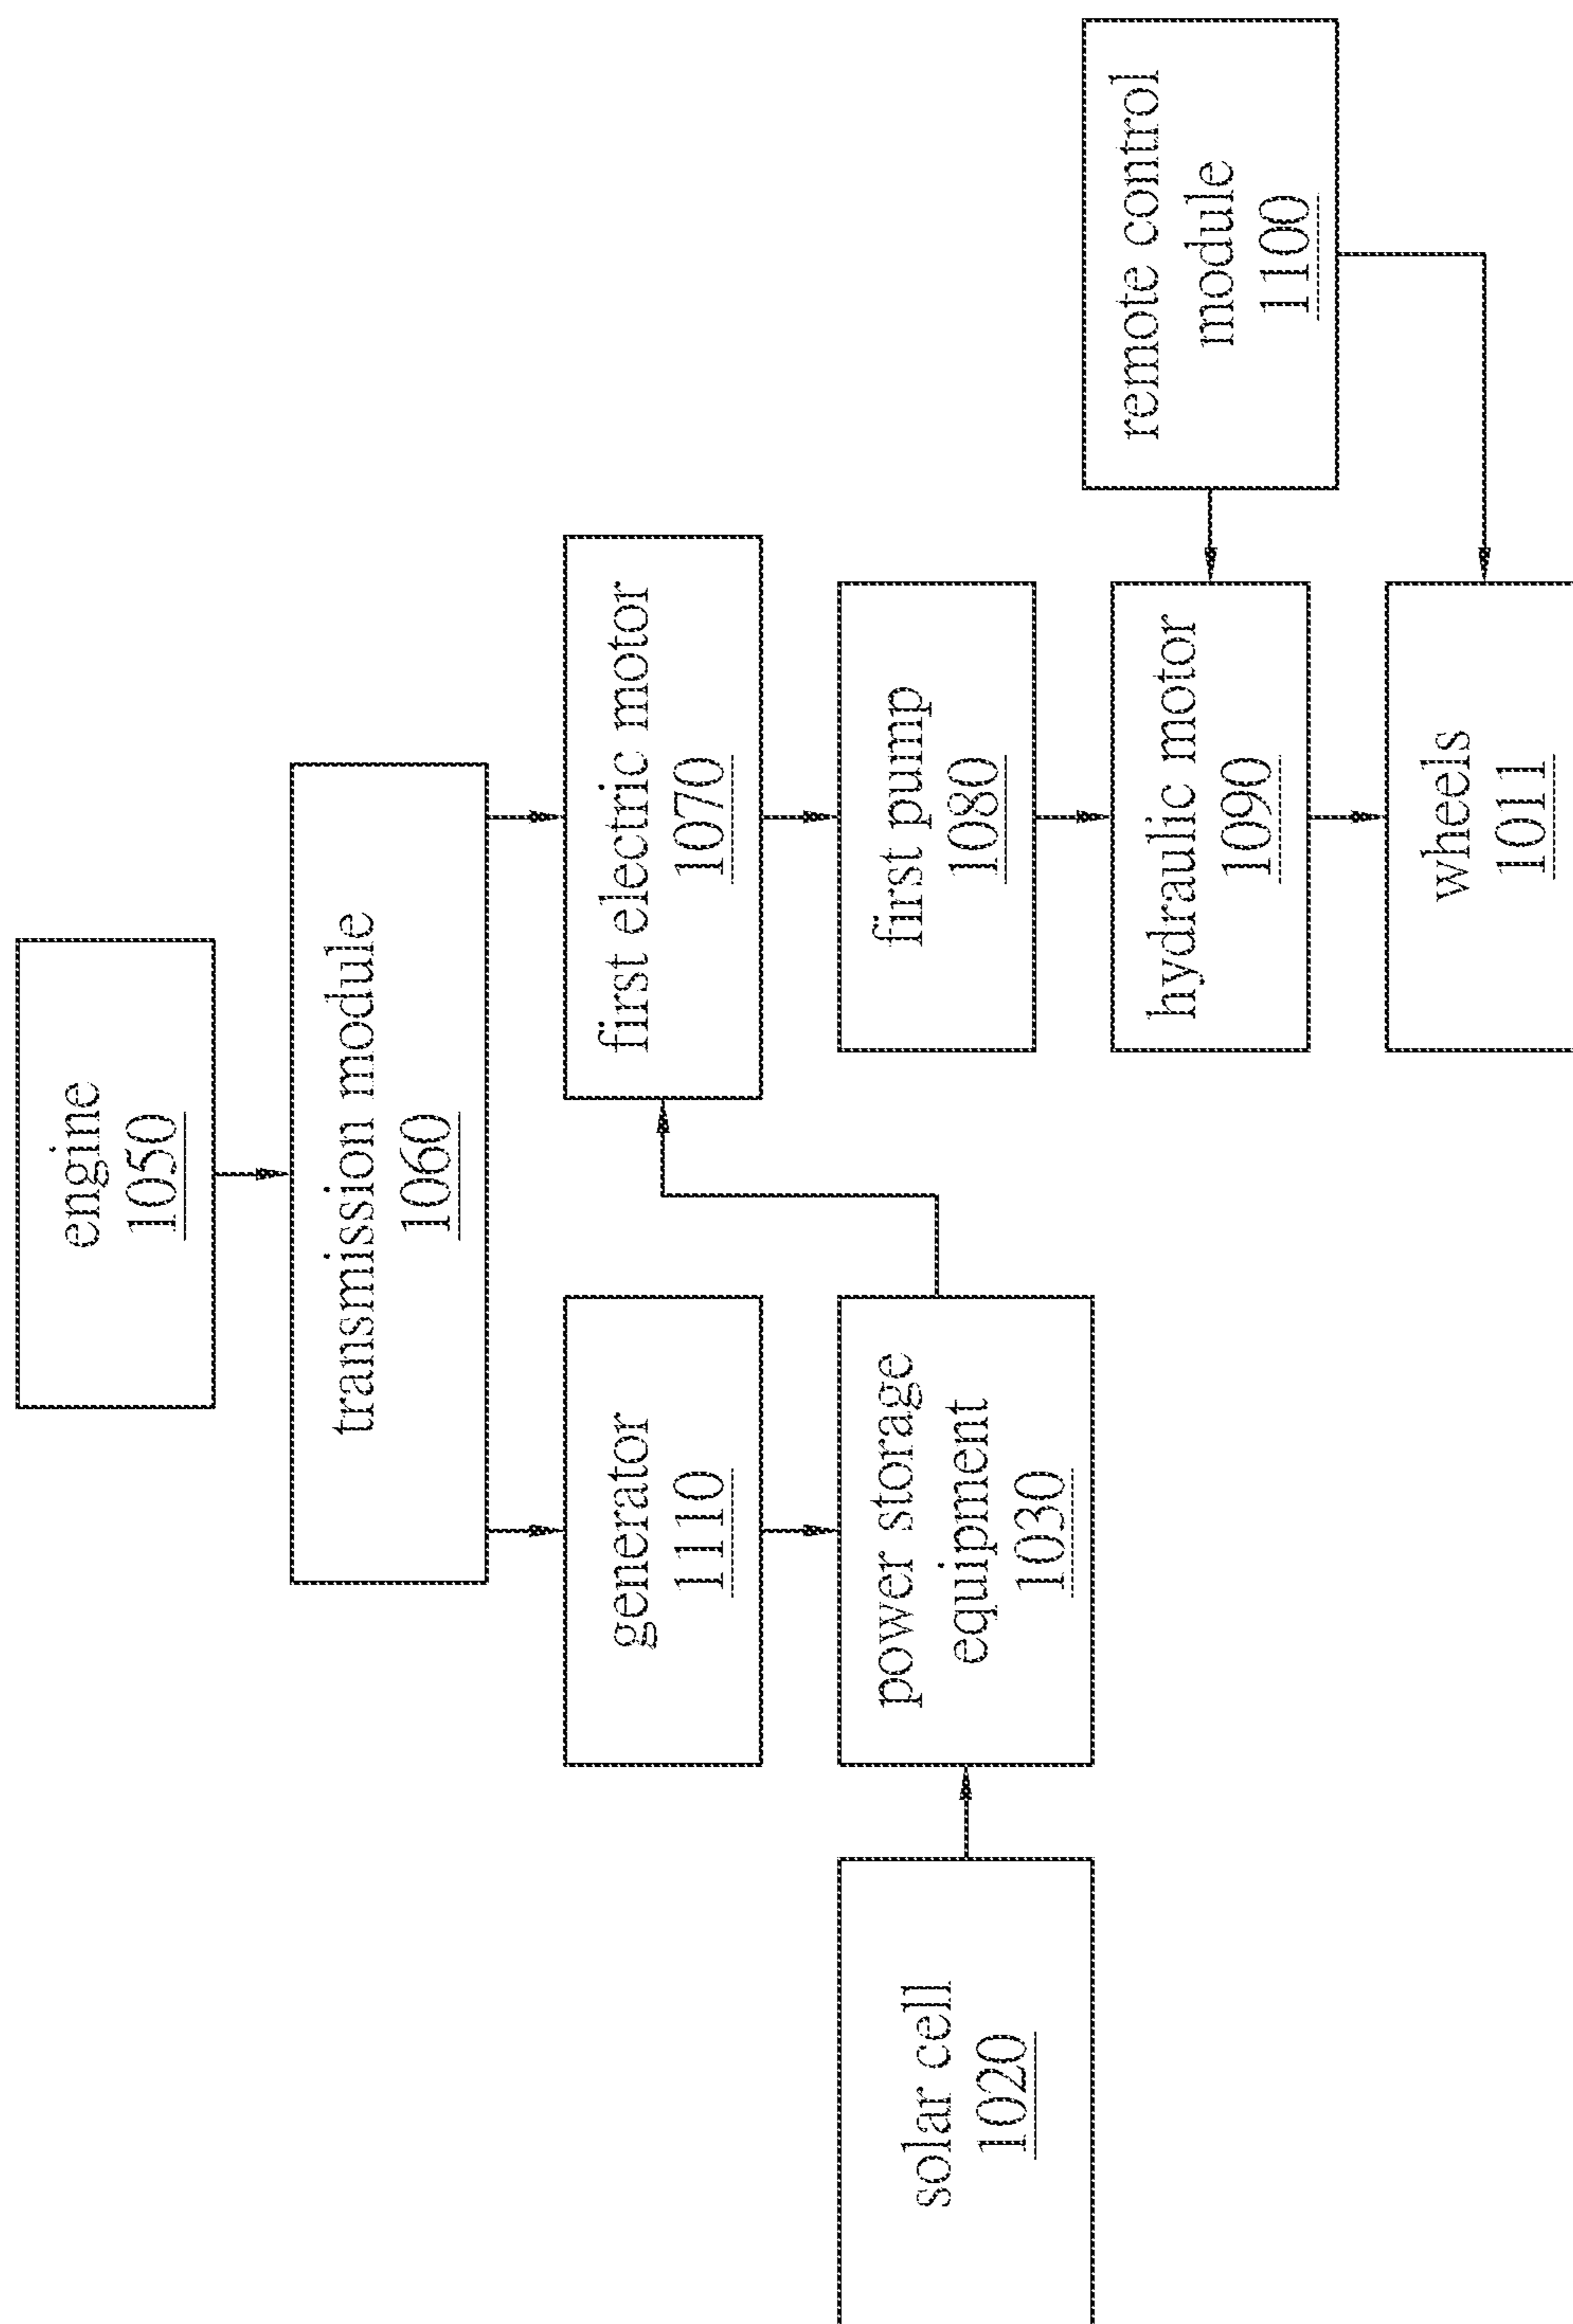 engine
1050
transmission module
1060
generator
1110
first electric motor
1070
solar cell
1020
power storage
equipment
1030
first pump
1080
hydraulic motor
1090
remote control
module
1100
wheels
1011